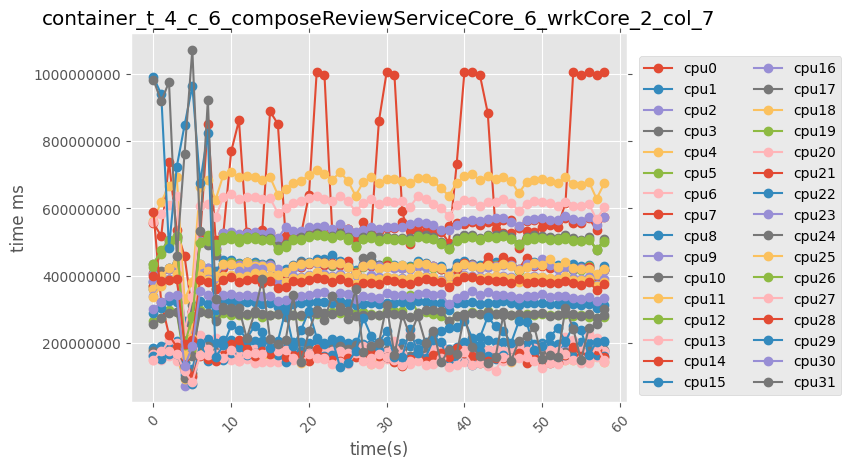 container_t_4_c_6_composeReviewServiceCore_6_wrkCore_2_col_7
1000000000
800000000
600000000
400000000
200000000
time ms
0
10
20
30
40
50
60
time(s)
cpu0
cpu1
cpu2
cpu3
cpu4
cpu5
cpu6
cpu7
cpu8
cpu9
cpu10
cpu11
cpu12
cpu13
cpu14
cpu15
cpu16
cpu17
cpu18
cpu19
cpu20
cpu21
cpu22
cpu23
cpu24
cpu25
cpu26
cpu27
cpu28
cpu29
cpu30
cpu31